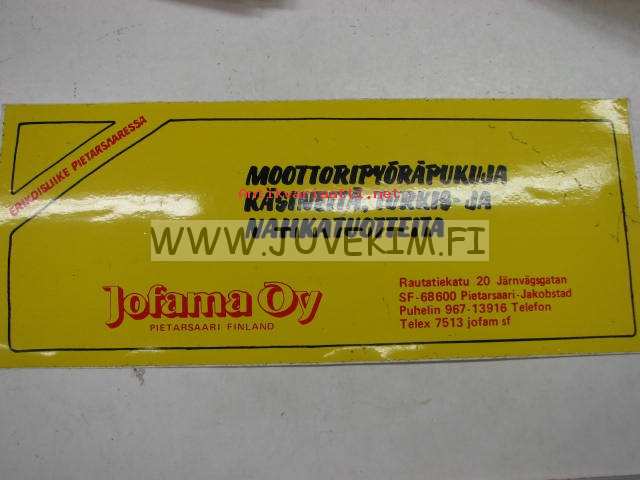 ERIKOISLIIKE PIETARSAARESSA
MOOTTORIPYÖRÄPUKUJA
KÄSINEITÄ, TURKIS- JA
NAHKATUOTTEITA
WWW.JUVEKIM.FI
Jofama Oy
PIETARSAARI FINLAND
Rautatiekatu 20 Järnvägsgatan
SF-68600 Pietarsaari-Jakobstad
Puhelin 967-13916 Telefon
Telex 7513 jofam sf